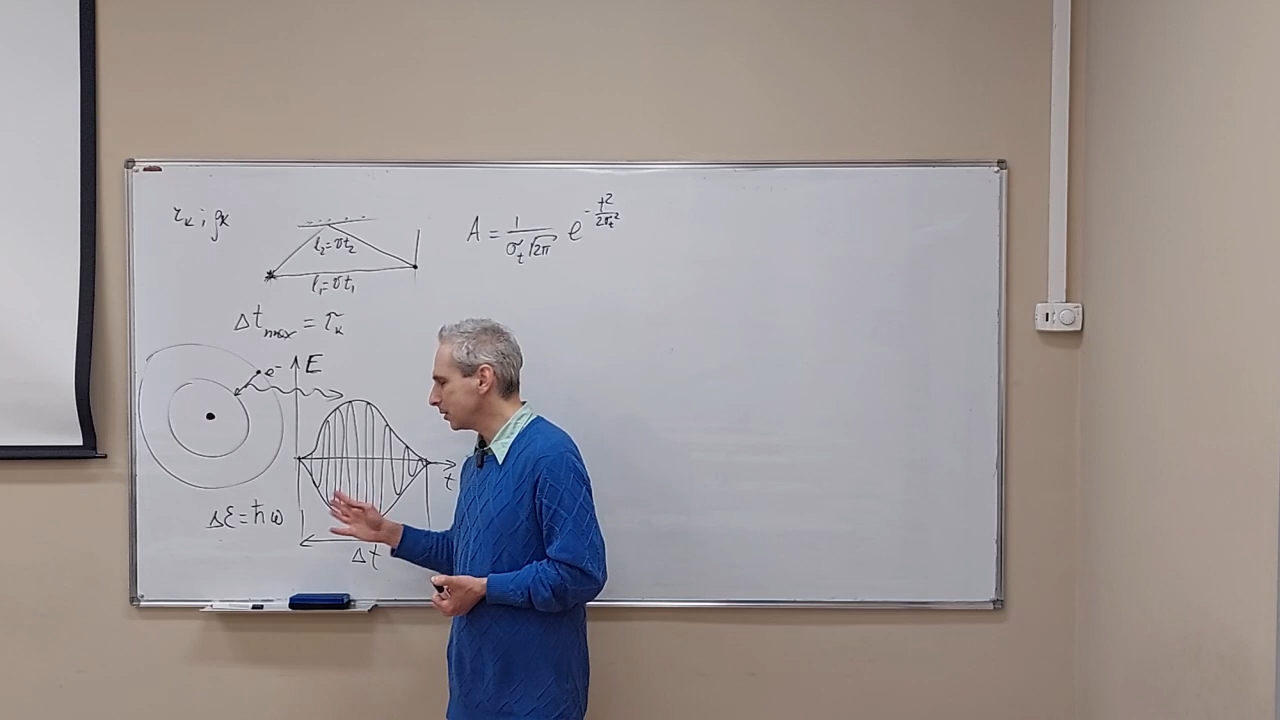 τₖ ; ρₖ
l₂=υt₂
l₁=υt₁
A = 1/(σₜ√2π) e^(-t²/(2σₜ²))
Δt_max = τₖ
e⁻
E
t
Δℰ=ħω
Δt